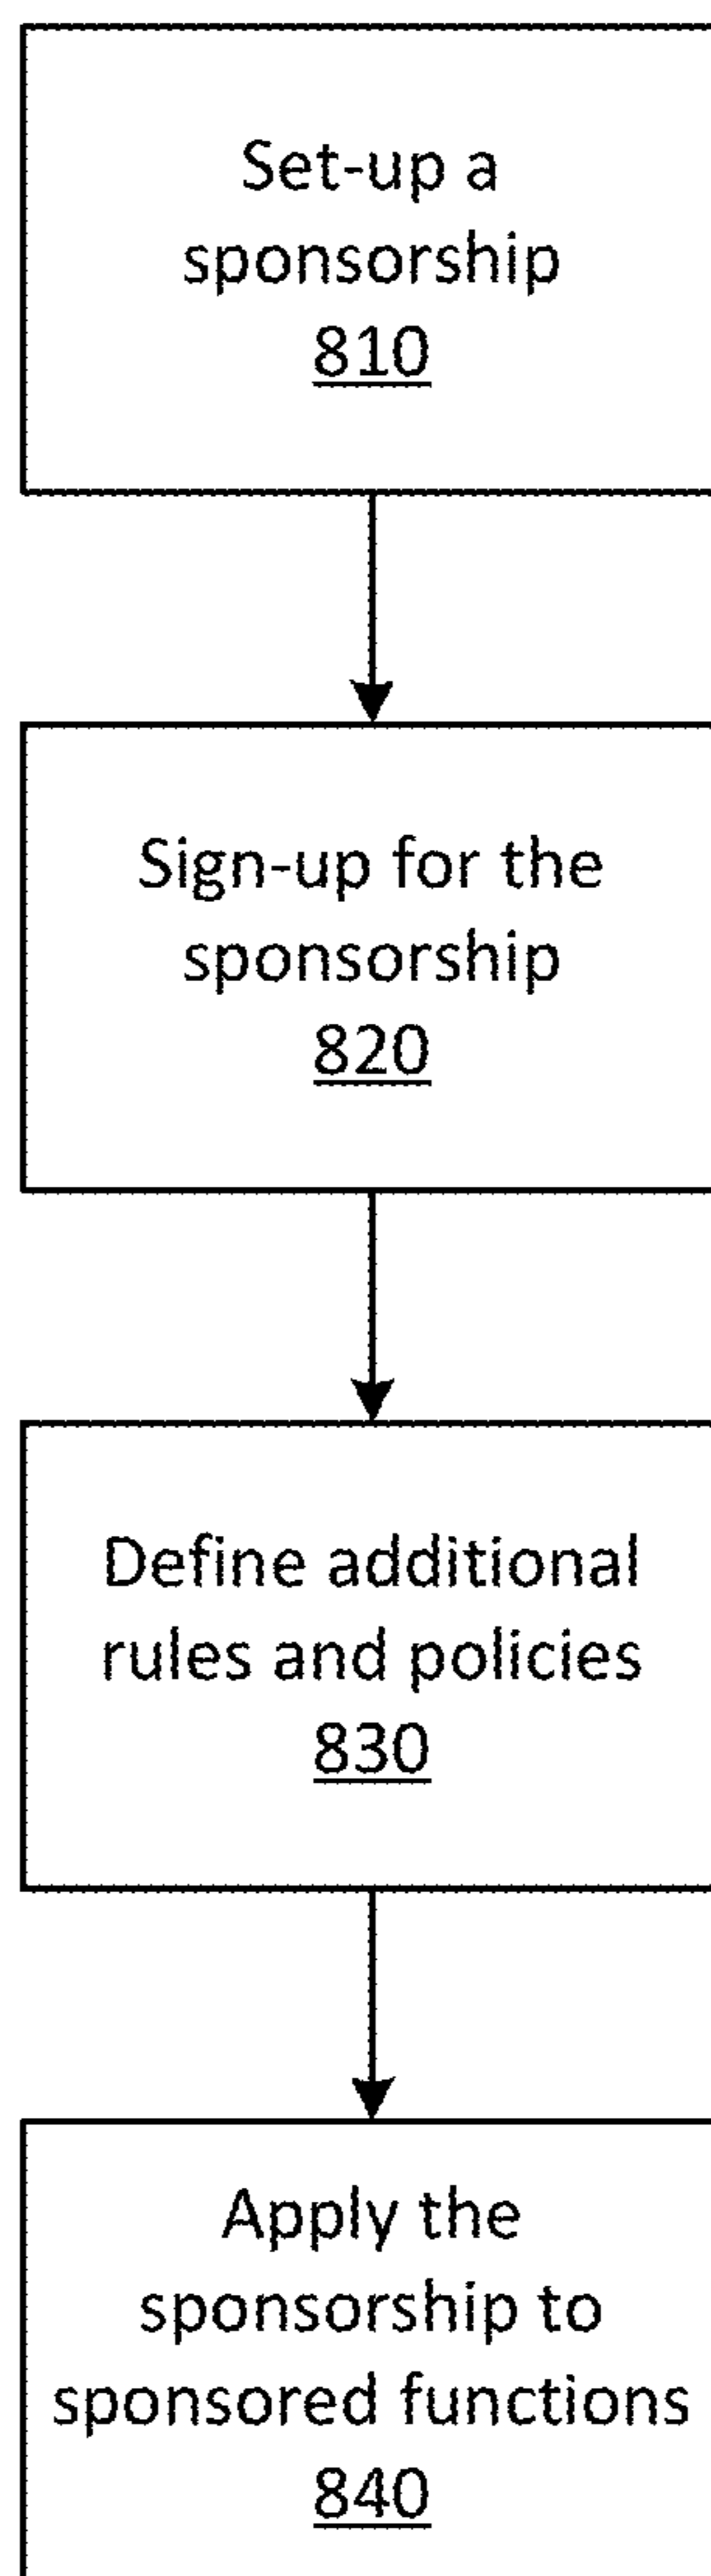 Set-up a
sponsorship
810
Sign-up for the
sponsorship
820
Define additional
rules and policies
830
Apply the
sponsorship to
sponsored functions
840